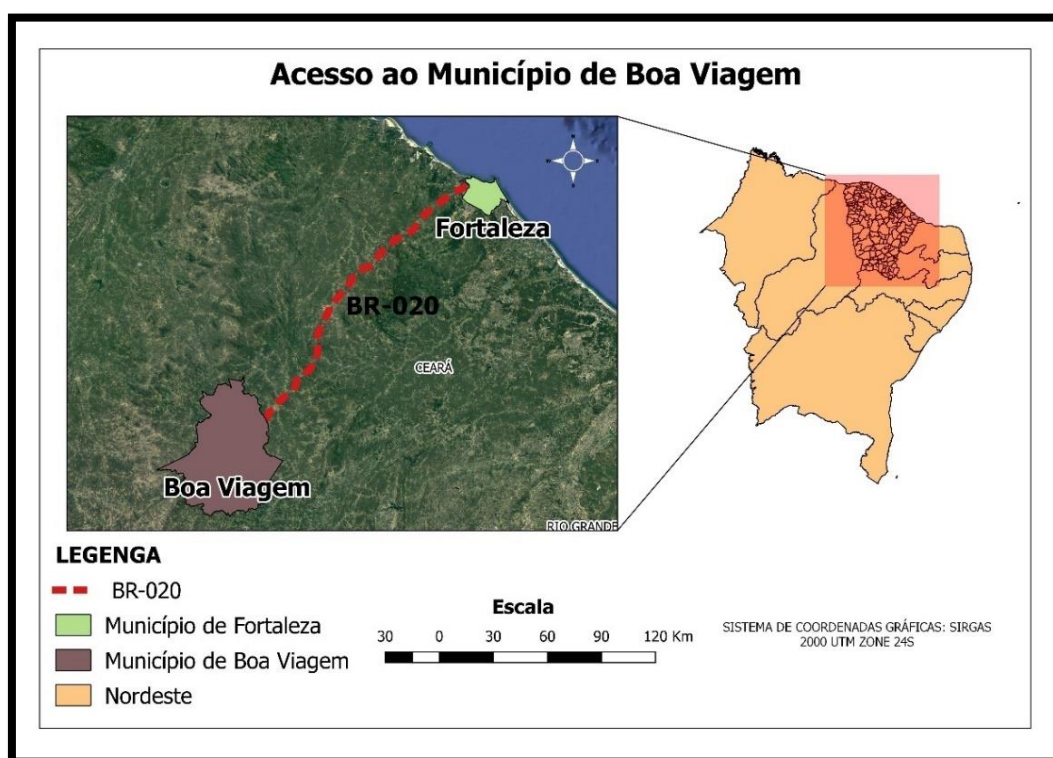 Acesso ao Município de Boa Viagem
Fortaleza
BR-020
CEARÁ
Boa Viagem
RIO GRANDE
LEGENGA
BR-020
Município de Fortaleza
Município de Boa Viagem
Nordeste
Escala
30 0 30 60 90 120 Km
SISTEMA DE COORDENADAS GRÁFICAS: SIRGAS
2000 UTM ZONE 24S